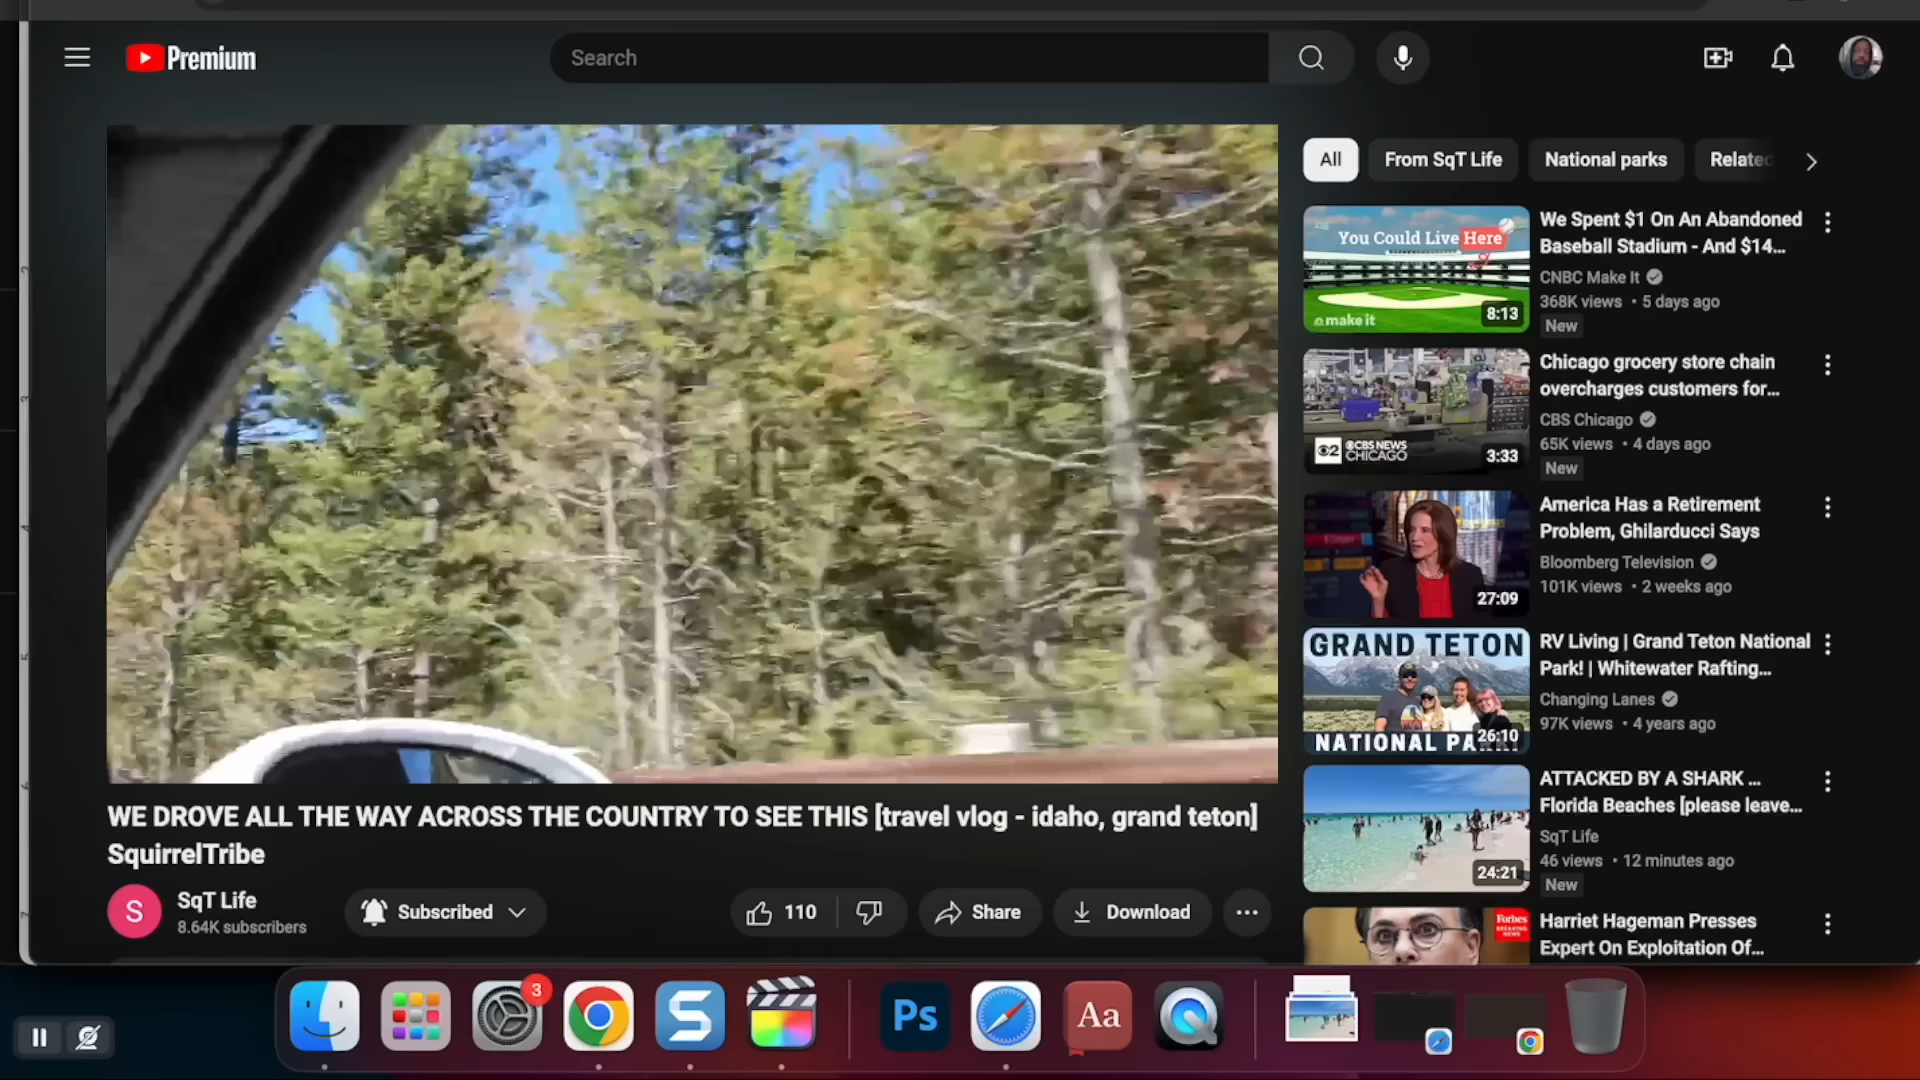 Premium
Search
All
From SqT Life
National parks
Related
You Could Live Here
make it
8:13
We Spent $1 On An Abandoned
Baseball Stadium - And $14...
CNBC Make It
368K views • 5 days ago
New
CBS NEWS
CHICAGO
3:33
Chicago grocery store chain
overcharges customers for...
CBS Chicago
65K views • 4 days ago
New
27:09
America Has a Retirement
Problem, Ghilarducci Says
Bloomberg Television
101K views • 2 weeks ago
GRAND TETON
NATIONAL PARK
26:10
RV Living | Grand Teton National
Park! | Whitewater Rafting...
Changing Lanes
97K views • 4 years ago
24:21
ATTACKED BY A SHARK ...
Florida Beaches [please leave...
SqT Life
46 views • 12 minutes ago
New
Forbes
BREAKING
NEWS
Harriet Hageman Presses
Expert On Exploitation Of...
WE DROVE ALL THE WAY ACROSS THE COUNTRY TO SEE THIS [travel vlog - idaho, grand teton]
SquirrelTribe
S
SqT Life
8.64K subscribers
Subscribed
110
Share
Download
3
S
Ps
Aa